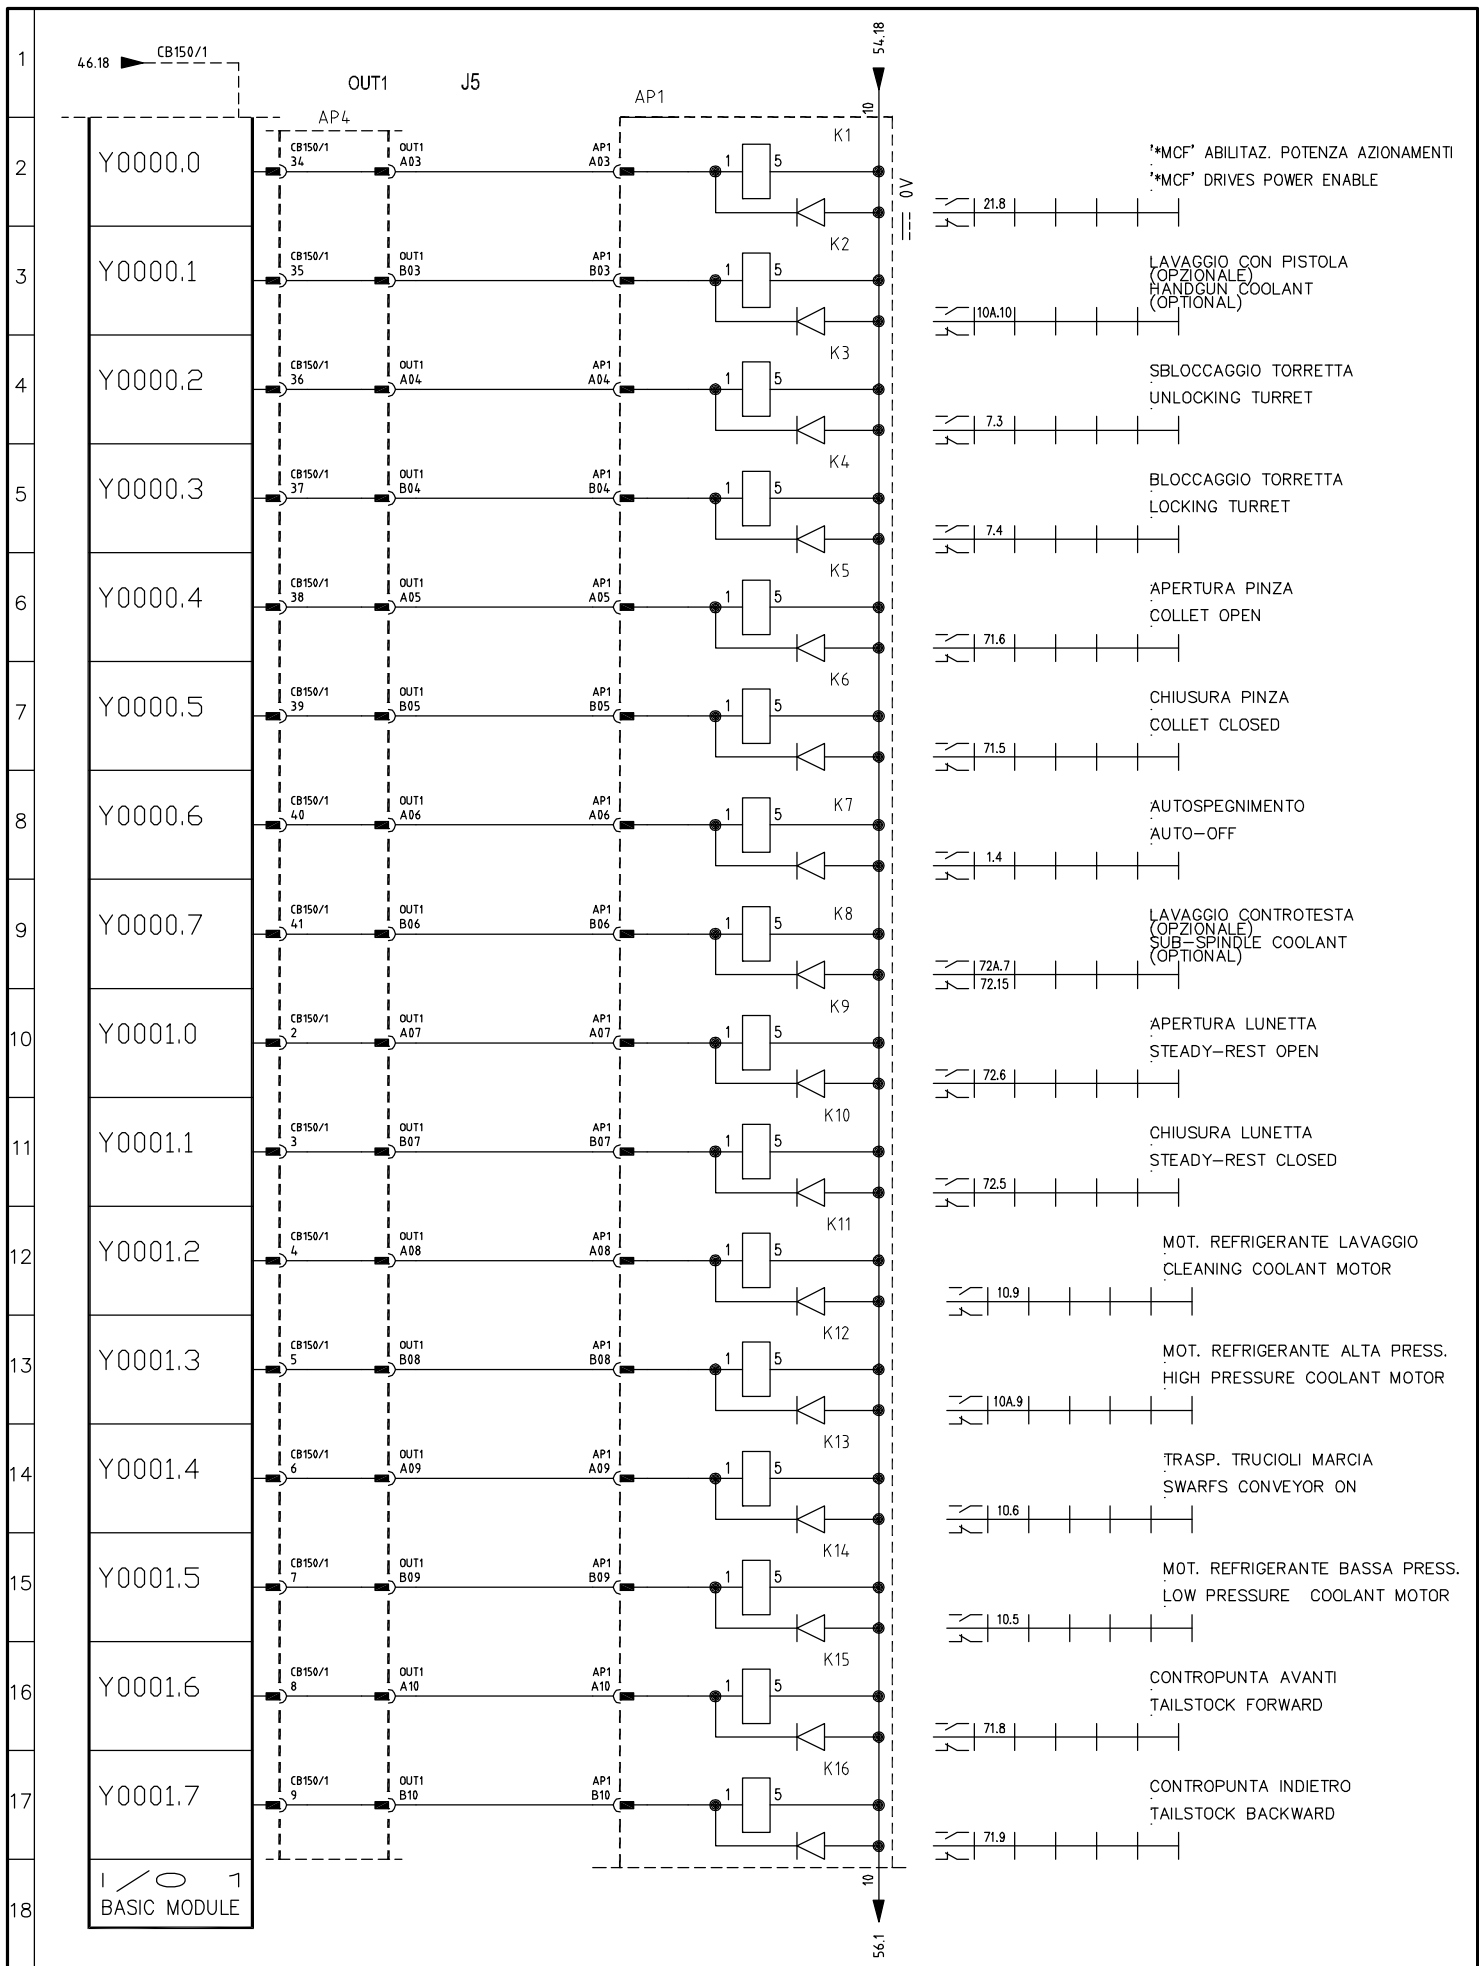 1
46.18 CB150/1
OUT1 J5
54.18
10
AP4
AP1
0V
2
Y0000.0
CB150/1
34
OUT1
A03
AP1
A03
K1
1 5
21.8
'*MCF' ABILITAZ. POTENZA AZIONAMENTI
'*MCF' DRIVES POWER ENABLE
3
Y0000.1
CB150/1
35
OUT1
B03
AP1
B03
K2
1 5
10A.10
LAVAGGIO CON PISTOLA
(OPZIONALE)
HANDGUN COOLANT
(OPTIONAL)
4
Y0000.2
CB150/1
36
OUT1
A04
AP1
A04
K3
1 5
7.3
SBLOCCAGGIO TORRETTA
UNLOCKING TURRET
5
Y0000.3
CB150/1
37
OUT1
B04
AP1
B04
K4
1 5
7.4
BLOCCAGGIO TORRETTA
LOCKING TURRET
6
Y0000.4
CB150/1
38
OUT1
A05
AP1
A05
K5
1 5
71.6
APERTURA PINZA
COLLET OPEN
7
Y0000.5
CB150/1
39
OUT1
B05
AP1
B05
K6
1 5
71.5
CHIUSURA PINZA
COLLET CLOSED
8
Y0000.6
CB150/1
40
OUT1
A06
AP1
A06
K7
1 5
1.4
AUTOSPEGNIMENTO
AUTO-OFF
9
Y0000.7
CB150/1
41
OUT1
B06
AP1
B06
K8
1 5
72A.7
72.15
LAVAGGIO CONTROTESTA
(OPZIONALE)
SUB-SPINDLE COOLANT
(OPTIONAL)
10
Y0001.0
CB150/1
2
OUT1
A07
AP1
A07
K9
1 5
72.6
APERTURA LUNETTA
STEADY-REST OPEN
11
Y0001.1
CB150/1
3
OUT1
B07
AP1
B07
K10
1 5
72.5
CHIUSURA LUNETTA
STEADY-REST CLOSED
12
Y0001.2
CB150/1
4
OUT1
A08
AP1
A08
K11
1 5
10.9
MOT. REFRIGERANTE LAVAGGIO
CLEANING COOLANT MOTOR
13
Y0001.3
CB150/1
5
OUT1
B08
AP1
B08
K12
1 5
10A.9
MOT. REFRIGERANTE ALTA PRESS.
HIGH PRESSURE COOLANT MOTOR
14
Y0001.4
CB150/1
6
OUT1
A09
AP1
A09
K13
1 5
10.6
TRASP. TRUCIOLI MARCIA
SWARFS CONVEYOR ON
15
Y0001.5
CB150/1
7
OUT1
B09
AP1
B09
K14
1 5
10.5
MOT. REFRIGERANTE BASSA PRESS.
LOW PRESSURE COOLANT MOTOR
16
Y0001.6
CB150/1
8
OUT1
A10
AP1
A10
K15
1 5
71.8
CONTROPUNTA AVANTI
TAILSTOCK FORWARD
17
Y0001.7
CB150/1
9
OUT1
B10
AP1
B10
K16
1 5
71.9
CONTROPUNTA INDIETRO
TAILSTOCK BACKWARD
18
I/O 1
BASIC MODULE
10
56.1